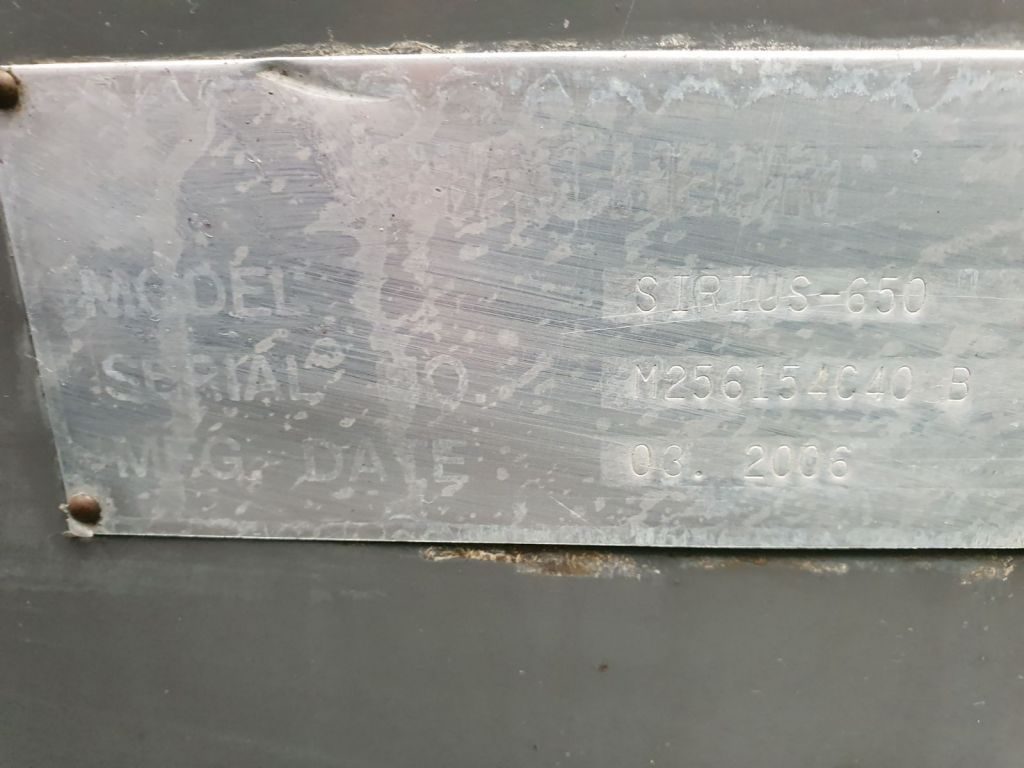 MODEL SIRIUS-650
SERIAL NO. M256154C40 B
MFG. DATE 03. 2006